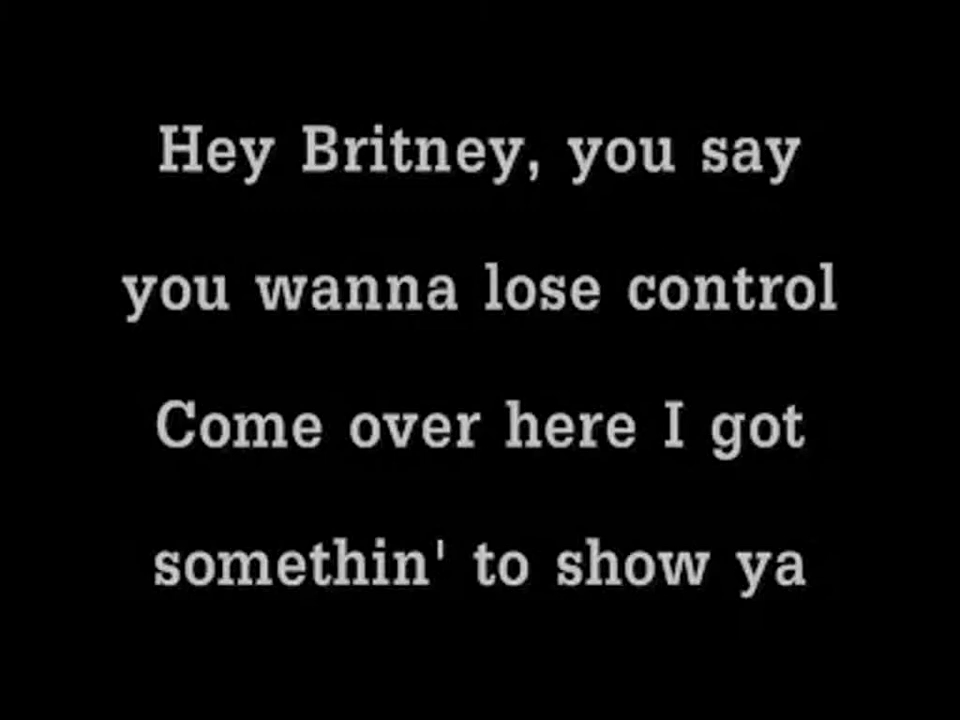 Hey Britney, you say
you wanna lose control
Come over here I got
somethin' to show ya